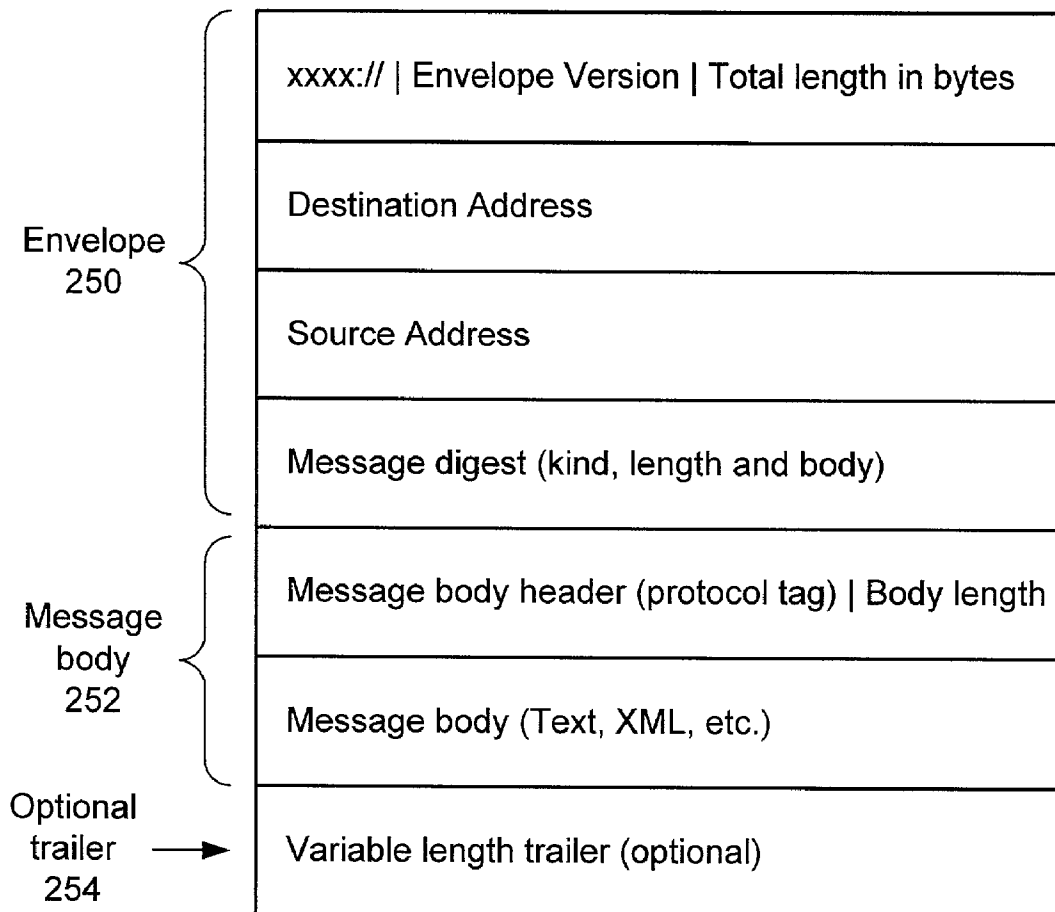 xxxx:// | Envelope Version | Total length in bytes
Destination Address
Envelope
250
Source Address
Message digest (kind, length and body)
Message body header (protocol tag) | Body length
Message
body
252
Message body (Text, XML, etc.)
Optional
trailer
254
Variable length trailer (optional)